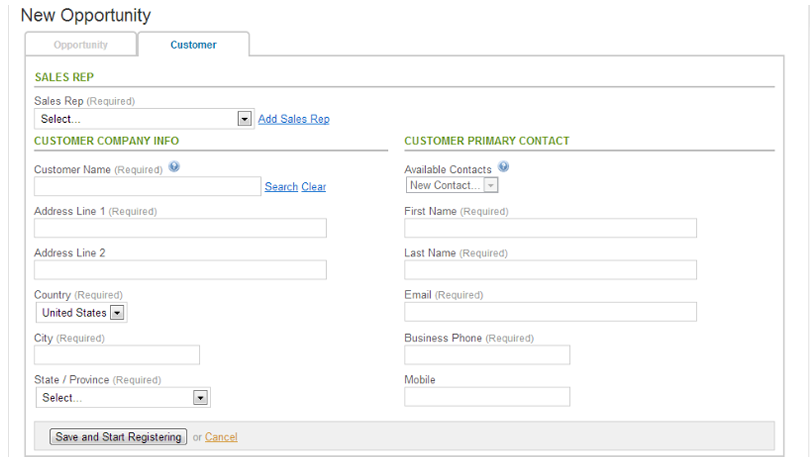 New Opportunity
Opportunity
Customer
SALES REP
Sales Rep (Required)
Select...
Add Sales Rep
CUSTOMER COMPANY INFO
Customer Name (Required) ?
Search Clear
Address Line 1 (Required)
Address Line 2
Country (Required)
United States
City (Required)
State / Province (Required)
Select...
CUSTOMER PRIMARY CONTACT
Available Contacts ?
New Contact...
First Name (Required)
Last Name (Required)
Email (Required)
Business Phone (Required)
Mobile
Save and Start Registering or Cancel